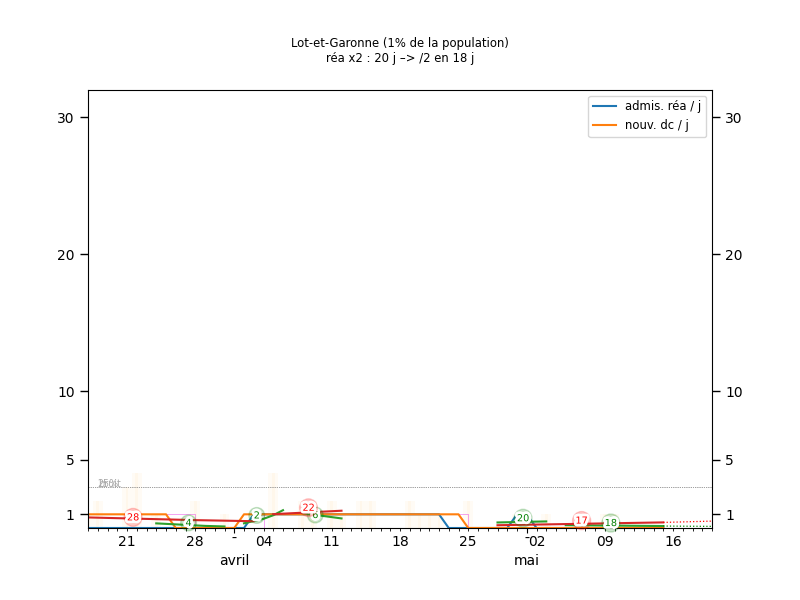 Lot-et-Garonne (1% de la population)
réa x2 : 20 j –> /2 en 18 j
admis. réa / j
nouv. dc / j
30 30
20 20
10 10
5 5
1 1
28 4 2 22 6 20 17 18
21 28 - 04 11 18 25 - 02 09 16
avril mai